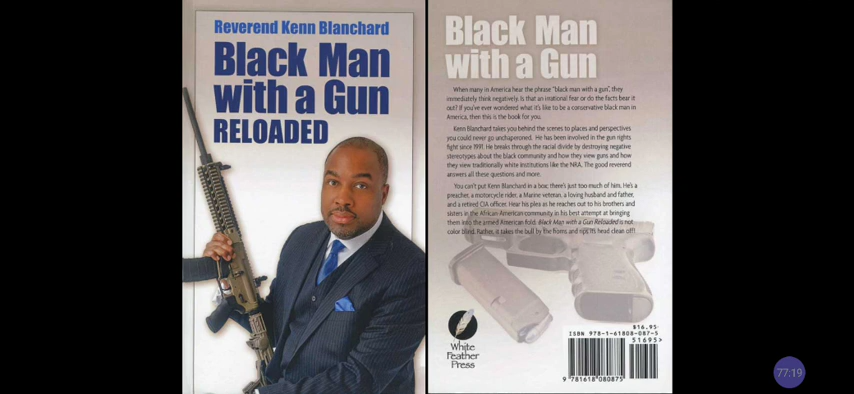 Reverend Kenn Blanchard
Black Man
with a Gun
RELOADED
Black Man
with a Gun
When many in America hear the phrase "black man with a gun", they
immediately think negatively. Is that an irrational fear or do the facts bear it
out? If you've ever wondered what it's like to be a conservative black man in
America, then this is the book for you.
Kenn Blanchard takes you behind the scenes to places and perspectives
you could never go unchaperoned. He has been involved in the gun rights
fight since 1991. He breaks through the racial divide by destroying negative
stereotypes about the black community and how they view guns and how
they view traditionally white institutions like the NRA. The good reverend
answers all these questions and more.
You can't put Kenn Blanchard in a box; there's just too much of him. He's a
preacher, a motorcycle rider, a Marine veteran, a loving husband and father,
and a retired CIA officer. Hear his plea as he reaches out to his brothers and
sisters in the African American community in his best attempt at bringing
them into the armed American fold. Black Man with a Gun Reloaded is not
color blind. Rather, it takes the bull by the horns and rips it's head clean off!
$16.95
ISBN 978-1-61808-087-5
51695>
White
Feather
Press
9 781618 080875
77:19